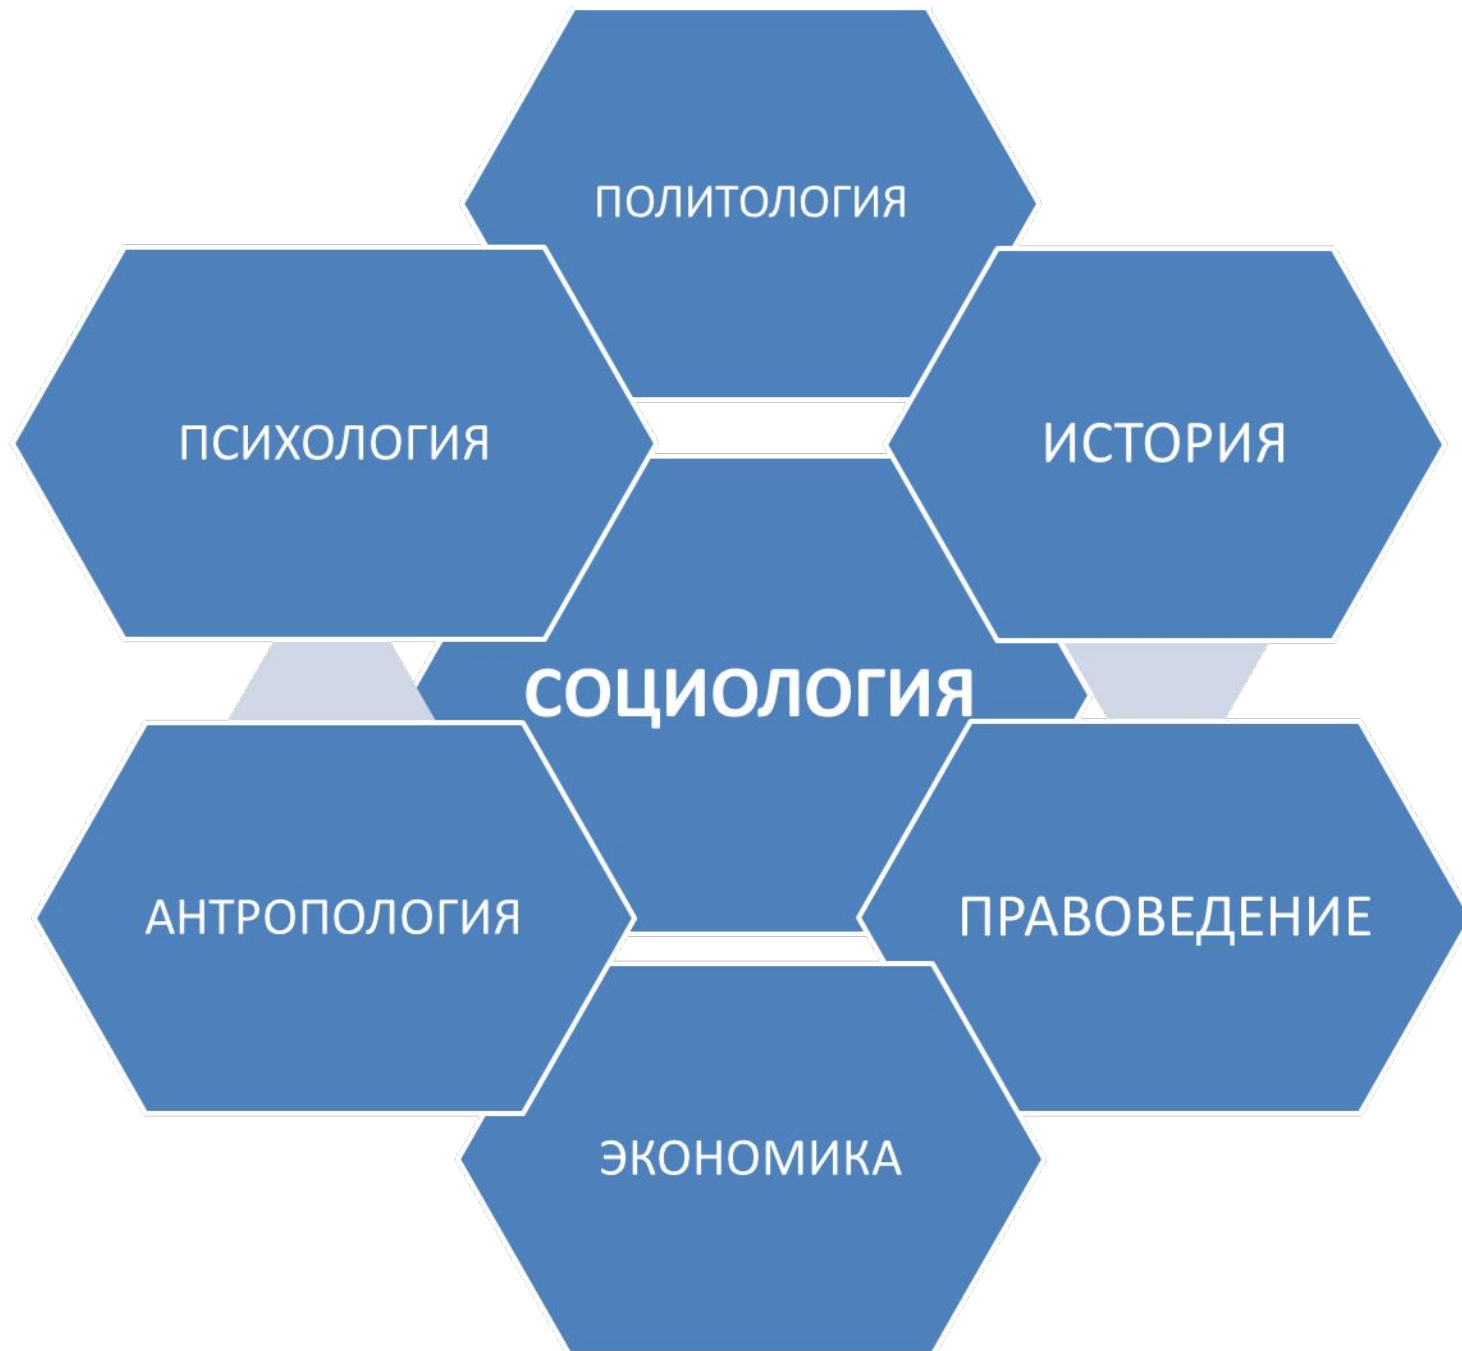 ПОЛИТОЛОГИЯ
ПСИХОЛОГИЯ
ИСТОРИЯ
СОЦИОЛОГИЯ
АНТРОПОЛОГИЯ
ПРАВОВЕДЕНИЕ
ЭКОНОМИКА